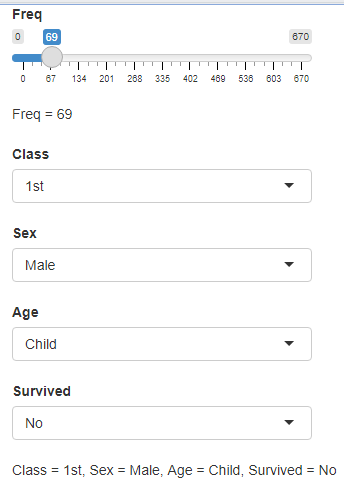 Freq
0 69 670
0 67 134 201 268 335 402 469 536 603 670
Freq = 69
Class
1st
Sex
Male
Age
Child
Survived
No
Class = 1st, Sex = Male, Age = Child, Survived = No